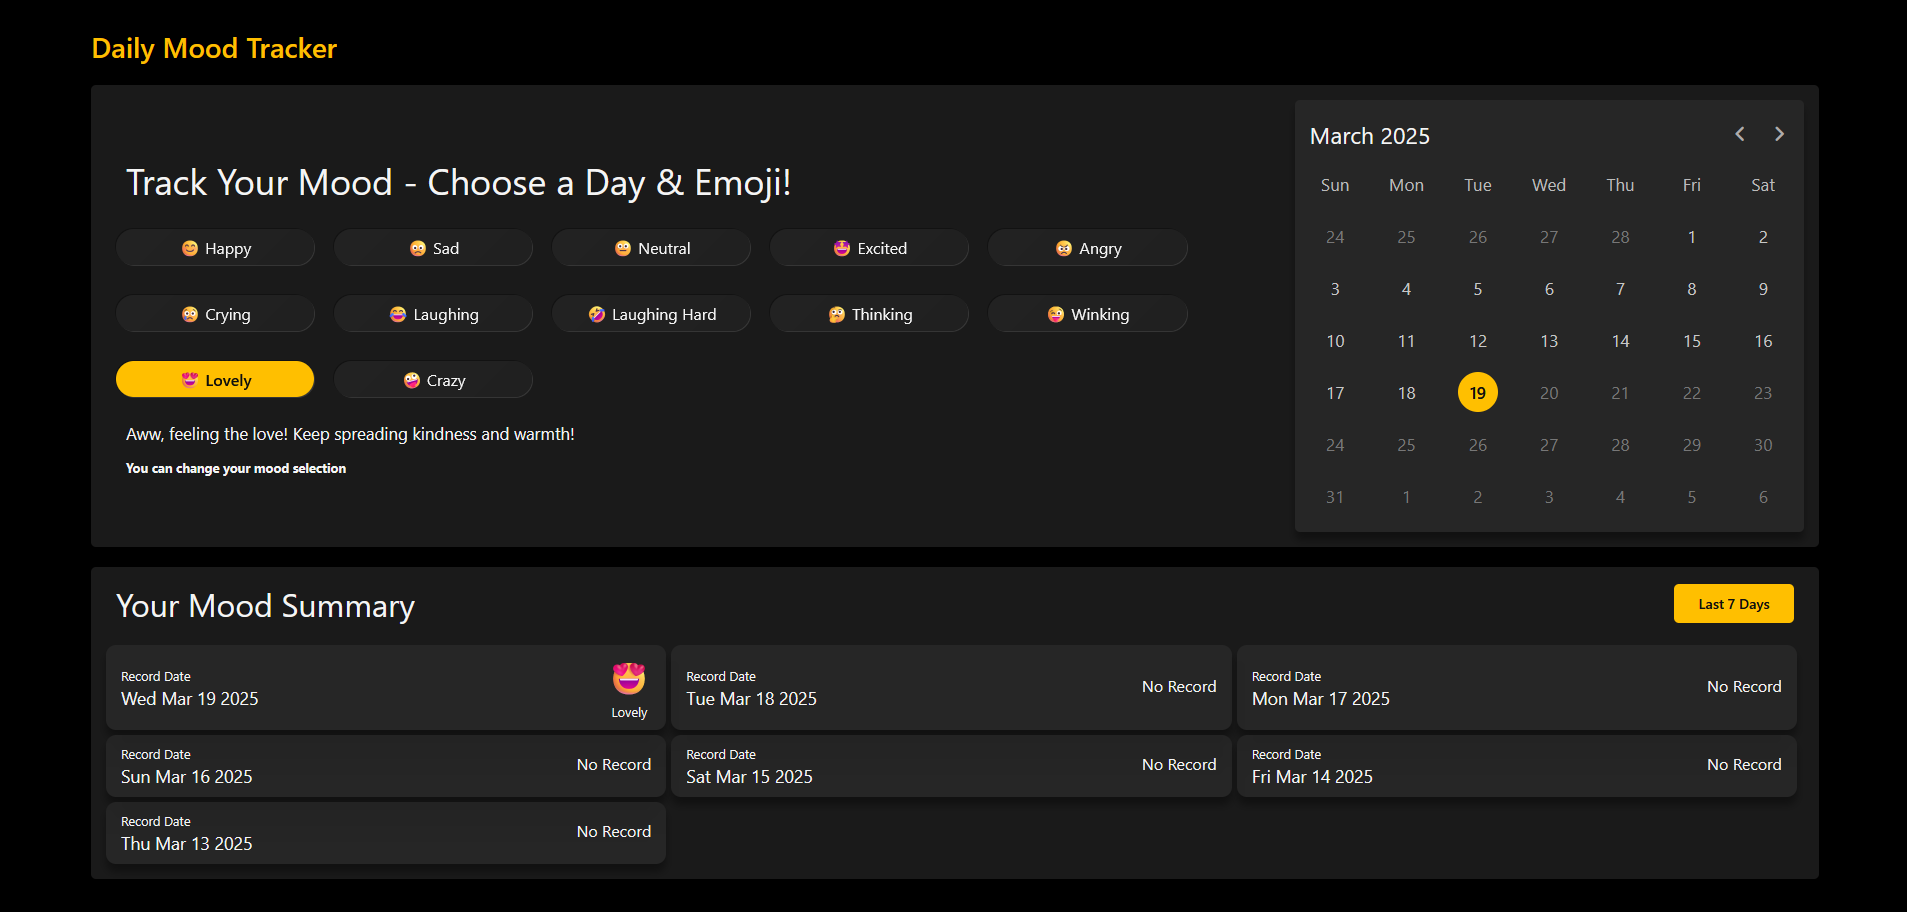 Daily Mood Tracker
Track Your Mood - Choose a Day & Emoji!
Happy
Sad
Neutral
Excited
Angry
Crying
Laughing
Laughing Hard
Thinking
Winking
Lovely
Crazy
Aww, feeling the love! Keep spreading kindness and warmth!
You can change your mood selection
March 2025
Sun Mon Tue Wed Thu Fri Sat
24 25 26 27 28 1 2
3 4 5 6 7 8 9
10 11 12 13 14 15 16
17 18 19 20 21 22 23
24 25 26 27 28 29 30
31 1 2 3 4 5 6
Your Mood Summary
Last 7 Days
Record Date
Wed Mar 19 2025
Lovely
Record Date
Tue Mar 18 2025
No Record
Record Date
Mon Mar 17 2025
No Record
Record Date
Sun Mar 16 2025
No Record
Record Date
Sat Mar 15 2025
No Record
Record Date
Fri Mar 14 2025
No Record
Record Date
Thu Mar 13 2025
No Record